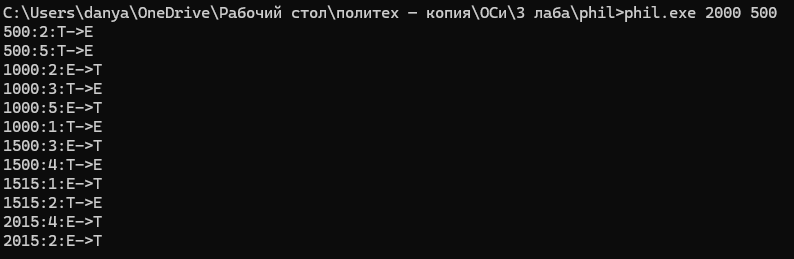 C:\Users\danya\OneDrive\Рабочий стол\политех — копия\ОСи\3 лаба\phil>phil.exe 2000 500
500:2:T->E
500:5:T->E
1000:2:E->T
1000:3:T->E
1000:5:E->T
1000:1:T->E
1500:3:E->T
1500:4:T->E
1515:1:E->T
1515:2:T->E
2015:4:E->T
2015:2:E->T